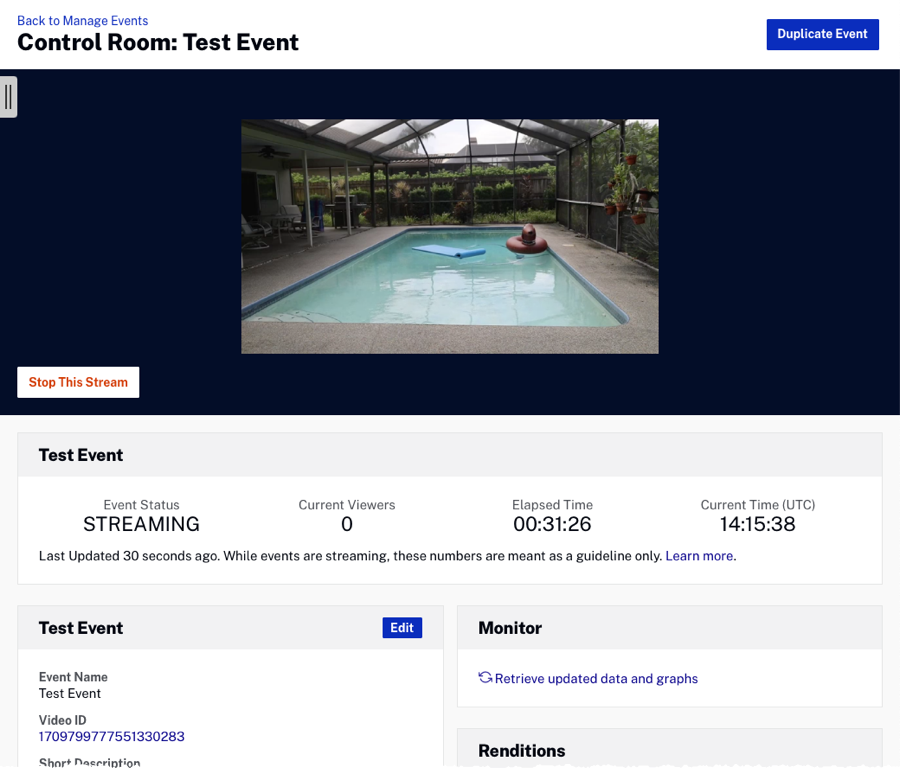 Back to Manage Events
Control Room: Test Event
Duplicate Event
Stop This Stream
Test Event
Event Status
STREAMING
Current Viewers
0
Elapsed Time
00:31:26
Current Time (UTC)
14:15:38
Last Updated 30 seconds ago. While events are streaming, these numbers are meant as a guideline only. Learn more.
Test Event
Edit
Event Name
Test Event
Video ID
1709799777551330283
Short Description
Monitor
Retrieve updated data and graphs
Renditions